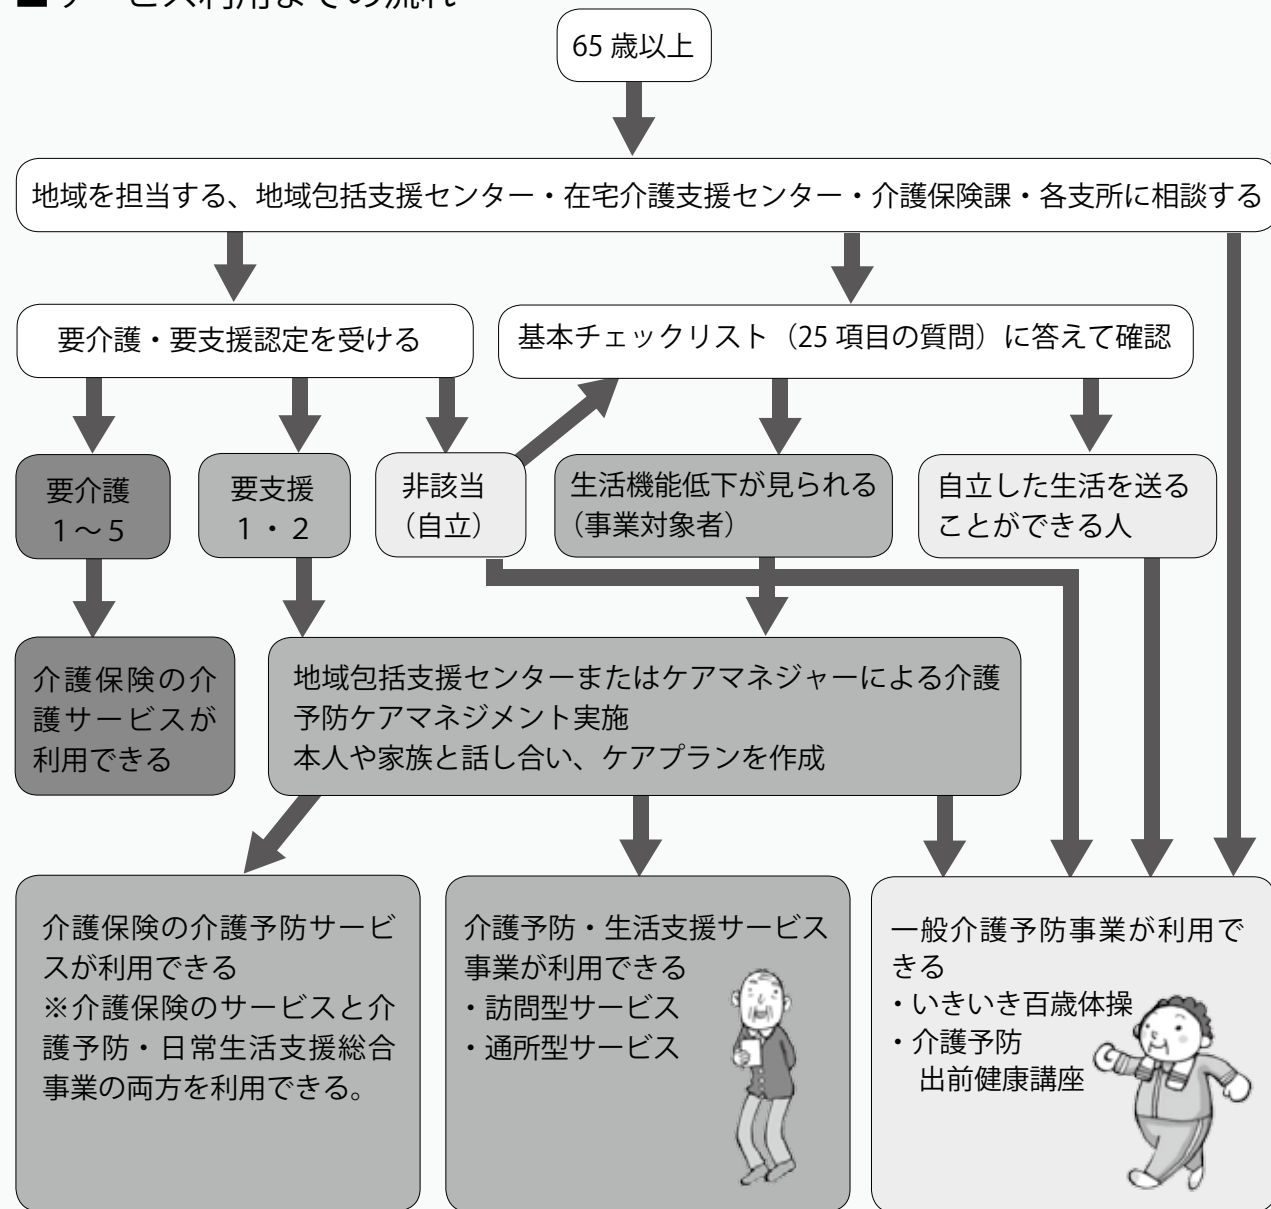 ■サービス利用までの流れ
65 歳以上
地域を担当する、地域包括支援センター・在宅介護支援センター・介護保険課・各支所に相談する
要介護・要支援認定を受ける
基本チェックリスト（25 項目の質問）に答えて確認
要介護
１～５
要支援
１・２
非該当
（自立）
生活機能低下が見られる
（事業対象者）
自立した生活を送る
ことができる人
介護保険の介
護サービスが
利用できる
地域包括支援センターまたはケアマネジャーによる介護
予防ケアマネジメント実施
本人や家族と話し合い、ケアプランを作成
介護保険の介護予防サービ
スが利用できる
※介護保険のサービスと介
護予防・日常生活支援総合
事業の両方を利用できる。
介護予防・生活支援サービス
事業が利用できる
・訪問型サービス
・通所型サービス
一般介護予防事業が利用で
きる
・いきいき百歳体操
・介護予防
出前健康講座